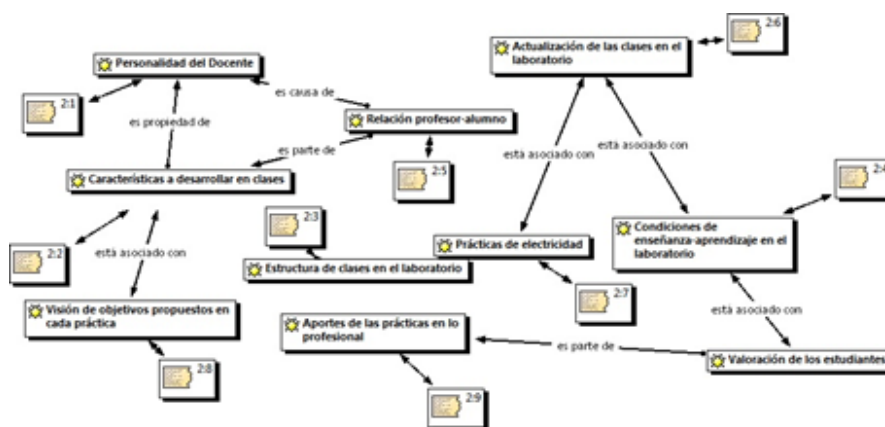 2:6
Actualización de las clases en el
laboratorio
Personalidad del Docente
2:1
es causa de
es propiedad de
Relación profesor-alumno
es parte de
está asociado con
está asociado con
2:5
2:4
Características a desarrollar en clases
2:3
Condiciones de
enseñanza-aprendizaje en el
laboratorio
Prácticas de electricidad
2:2
está asociado con
Estructura de clases en el laboratorio
2:7
Visión de objetivos propuestos en
cada práctica
está asociado con
Aportes de las prácticas en lo
profesional
es parte de
Valoración de los estudiantes
2:8
2:9